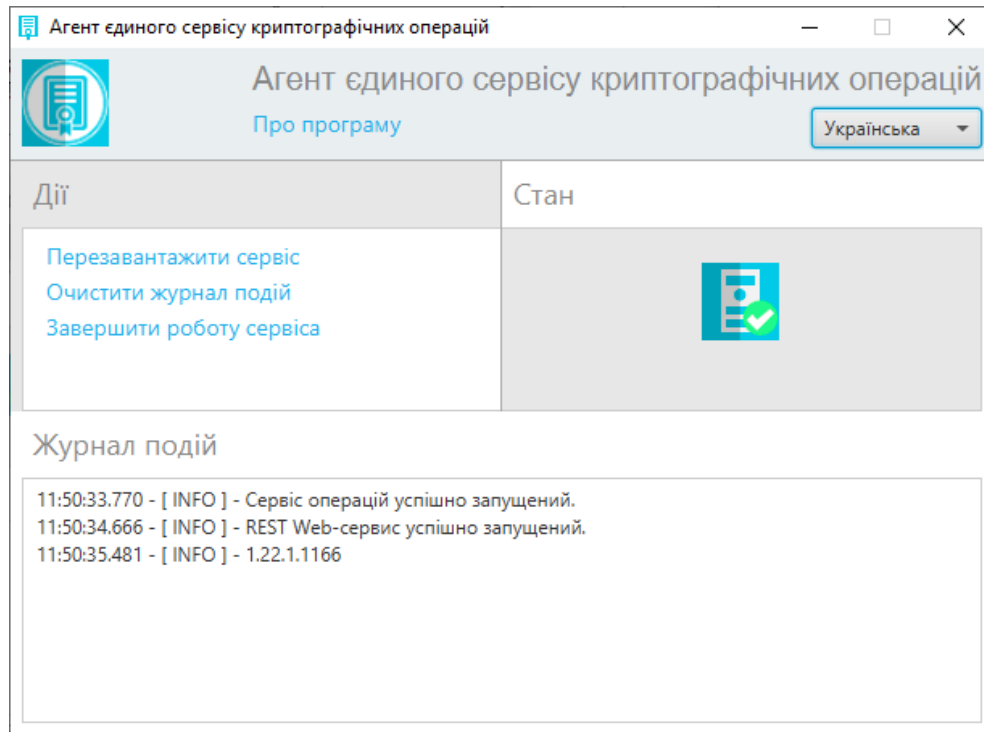 Агент єдиного сервісу криптографічних операцій
Агент єдиного сервісу криптографічних операцій
Про програму
Українська
Дії
Стан
Перезавантажити сервіс
Очистити журнал подій
Завершити роботу сервіса
Журнал подій
11:50:33.770 - [ INFO ] - Сервіс операцій успішно запущений.
11:50:34.666 - [ INFO ] - REST Web-сервис успішно запущений.
11:50:35.481 - [ INFO ] - 1.22.1.1166